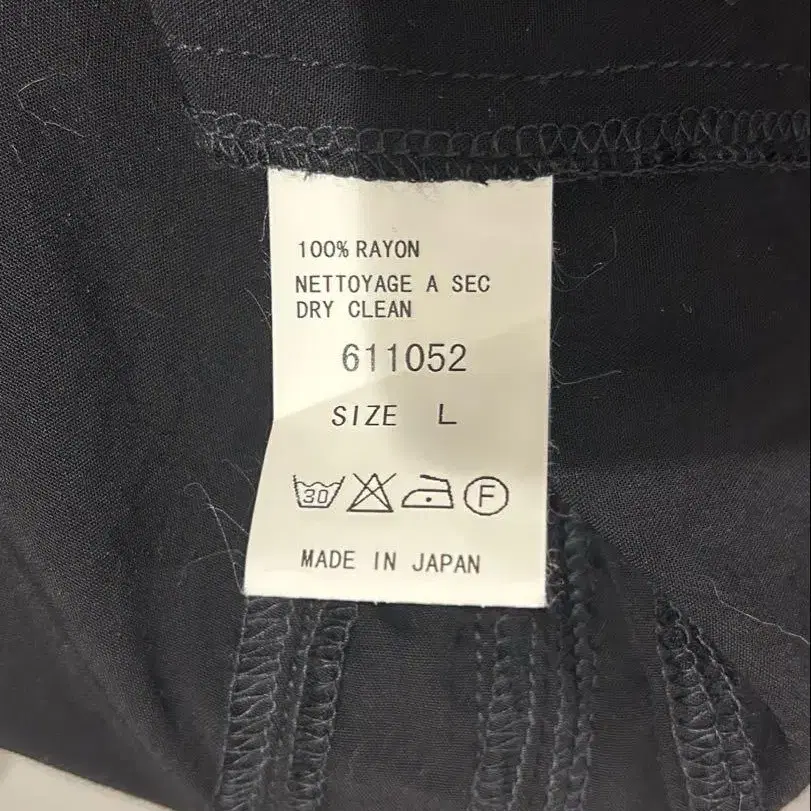 100% RAYON
NETTOYAGE A SEC
DRY CLEAN
611052
SIZE L
30 F
MADE IN JAPAN